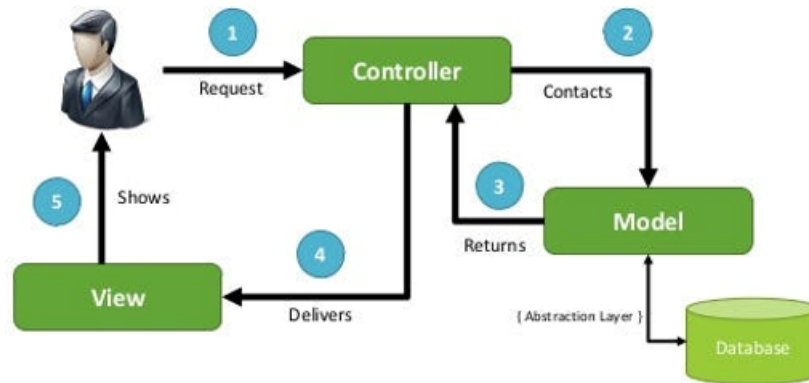 1
2
Controller
Request
Contacts
3
5
Shows
4
Returns
Model
View
Delivers
{ Abstraction Layer }
Database